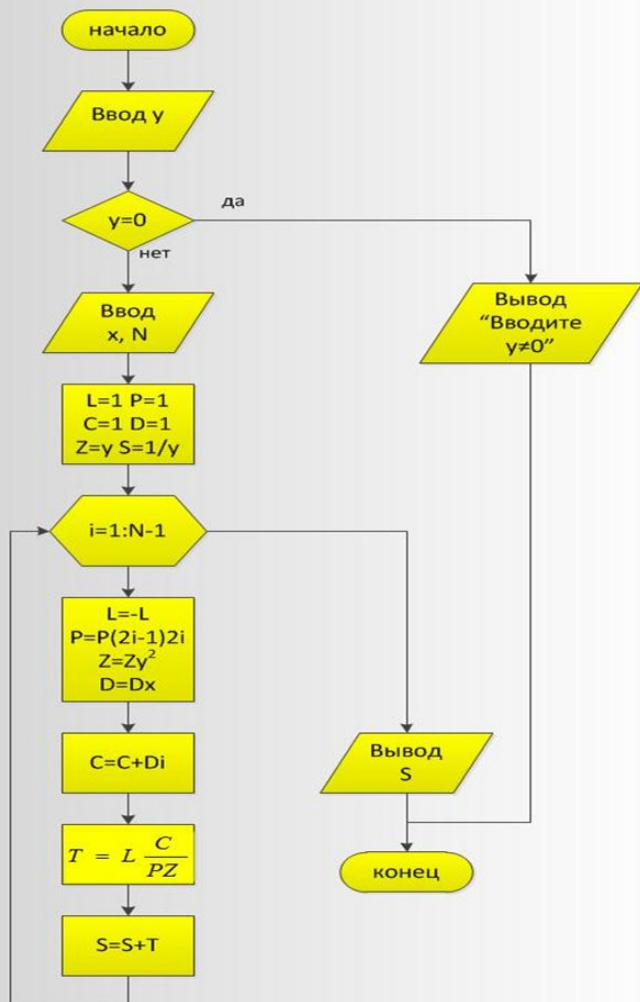 начало
Ввод y
y=0
да
нет
Ввод
x, N
Вывод
“Вводите
y≠0”
L=1 P=1
C=1 D=1
Z=y S=1/y
i=1:N-1
L=-L
P=P(2i-1)2i
Z=Zy²
D=Dx
C=C+Di
T = L C/PZ
S=S+T
Вывод
S
конец